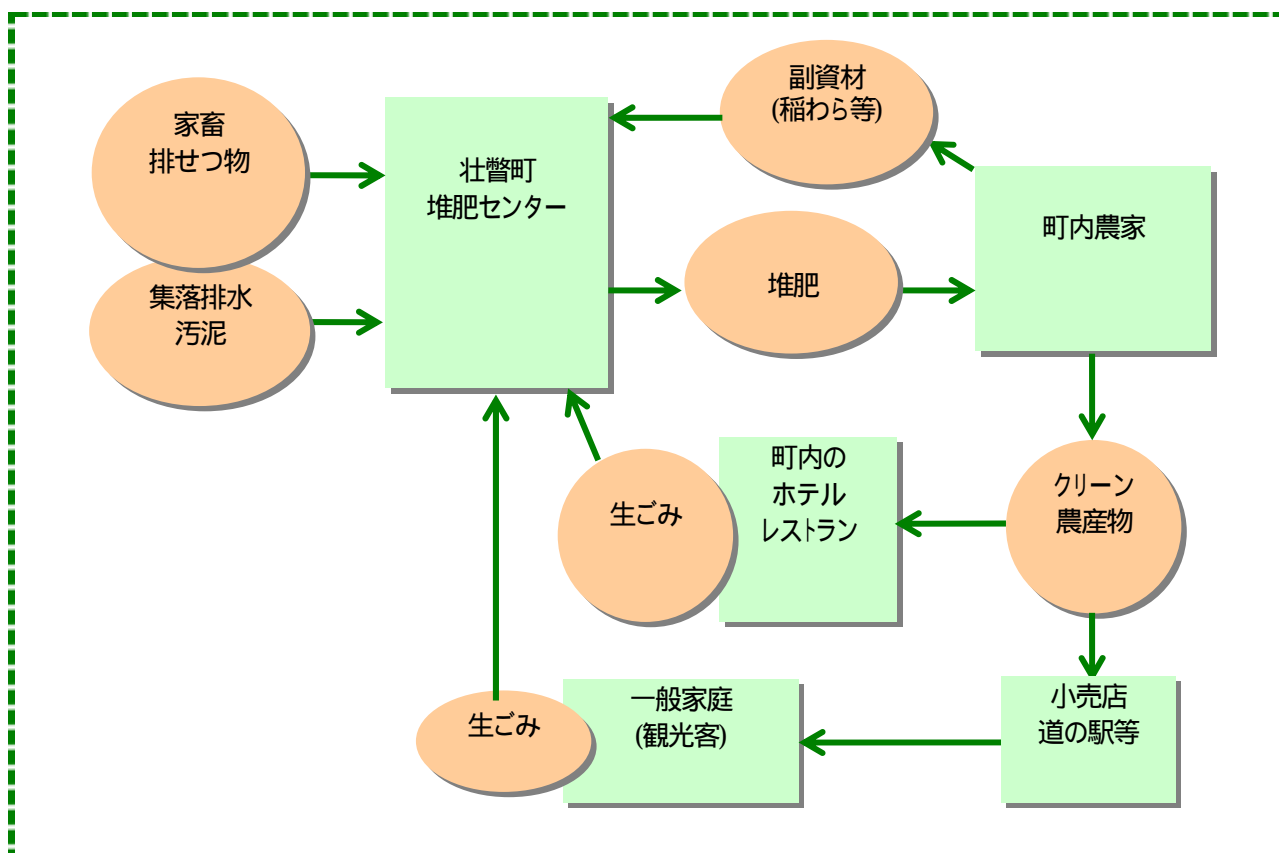 家畜
排せつ物
集落排水
汚泥
壮瞥町
堆肥センター
副資材
(稲わら等)
堆肥
町内農家
生ごみ
町内の
ホテル
レストラン
クリーン
農産物
生ごみ
一般家庭
(観光客)
小売店
道の駅等